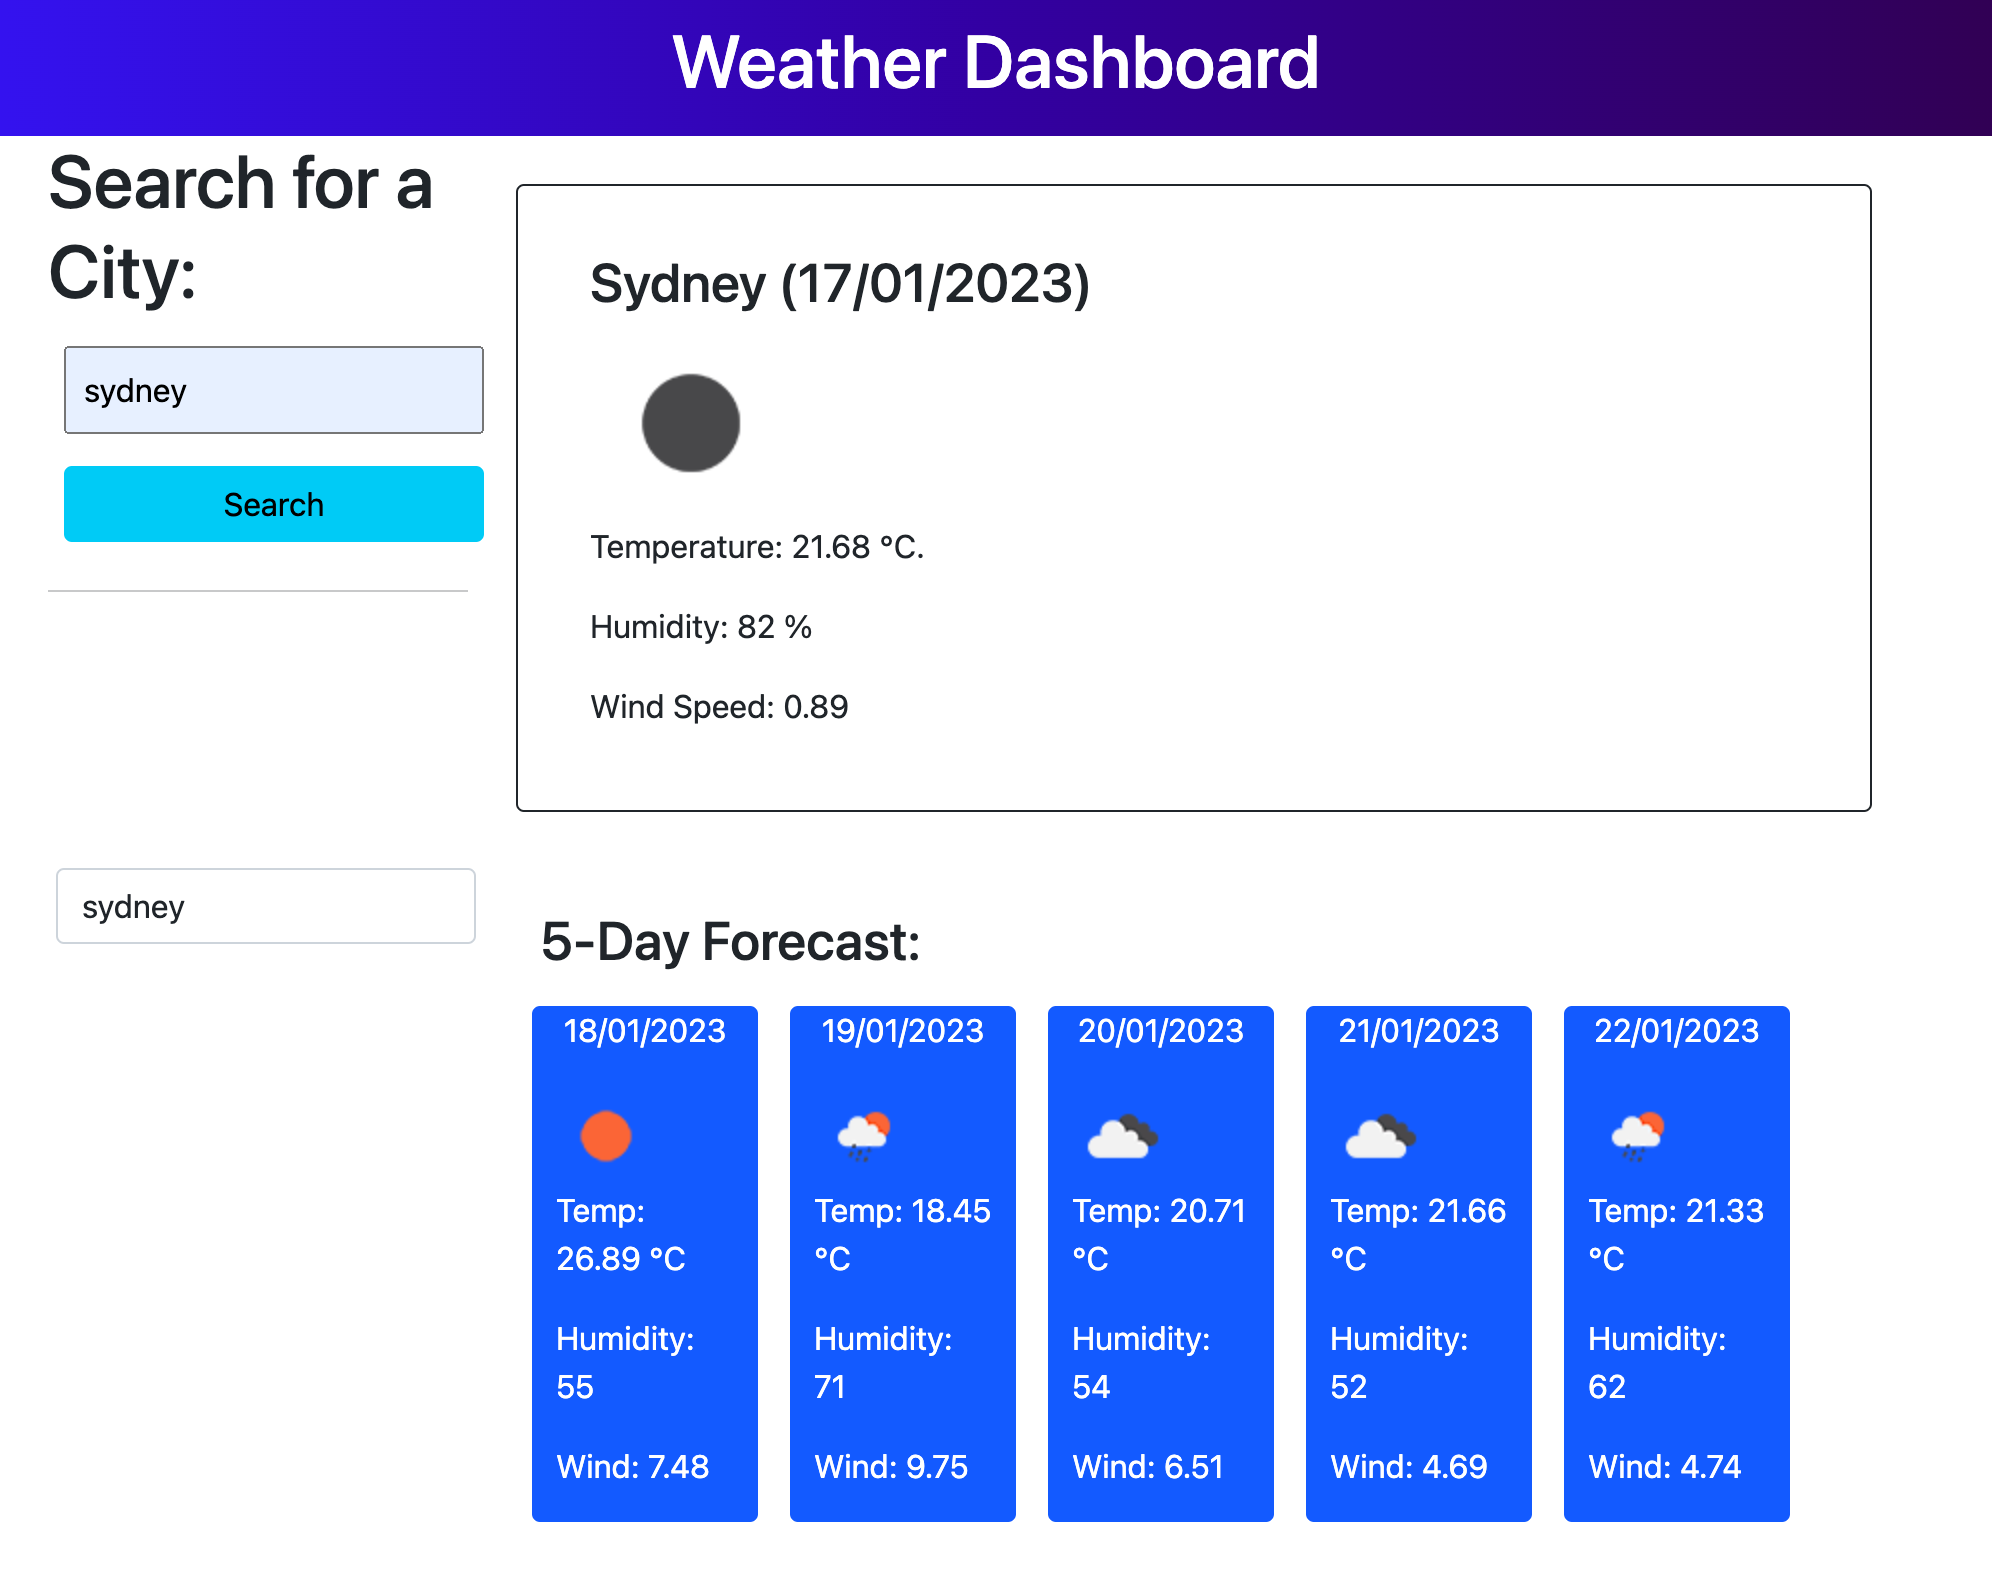 Weather Dashboard
Search for a
City:
sydney
Search
sydney
Sydney (17/01/2023)
Temperature: 21.68 °C.
Humidity: 82 %
Wind Speed: 0.89
5-Day Forecast:
18/01/2023
Temp:
26.89 °C
Humidity:
55
Wind: 7.48
19/01/2023
Temp: 18.45
°C
Humidity:
71
Wind: 9.75
20/01/2023
Temp: 20.71
°C
Humidity:
54
Wind: 6.51
21/01/2023
Temp: 21.66
°C
Humidity:
52
Wind: 4.69
22/01/2023
Temp: 21.33
°C
Humidity:
62
Wind: 4.74